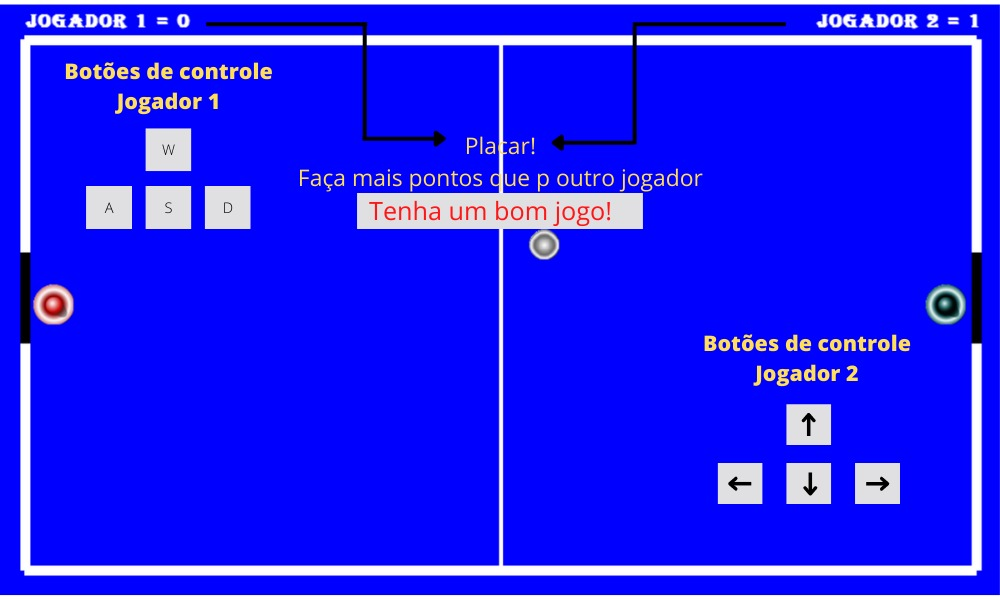 JOGADOR 1 = 0
JOGADOR 2 = 1
Botões de controle
Jogador 1
W
A S D
Placar!
Faça mais pontos que p outro jogador
Tenha um bom jogo!
Botões de controle
Jogador 2
↑
← ↓ →